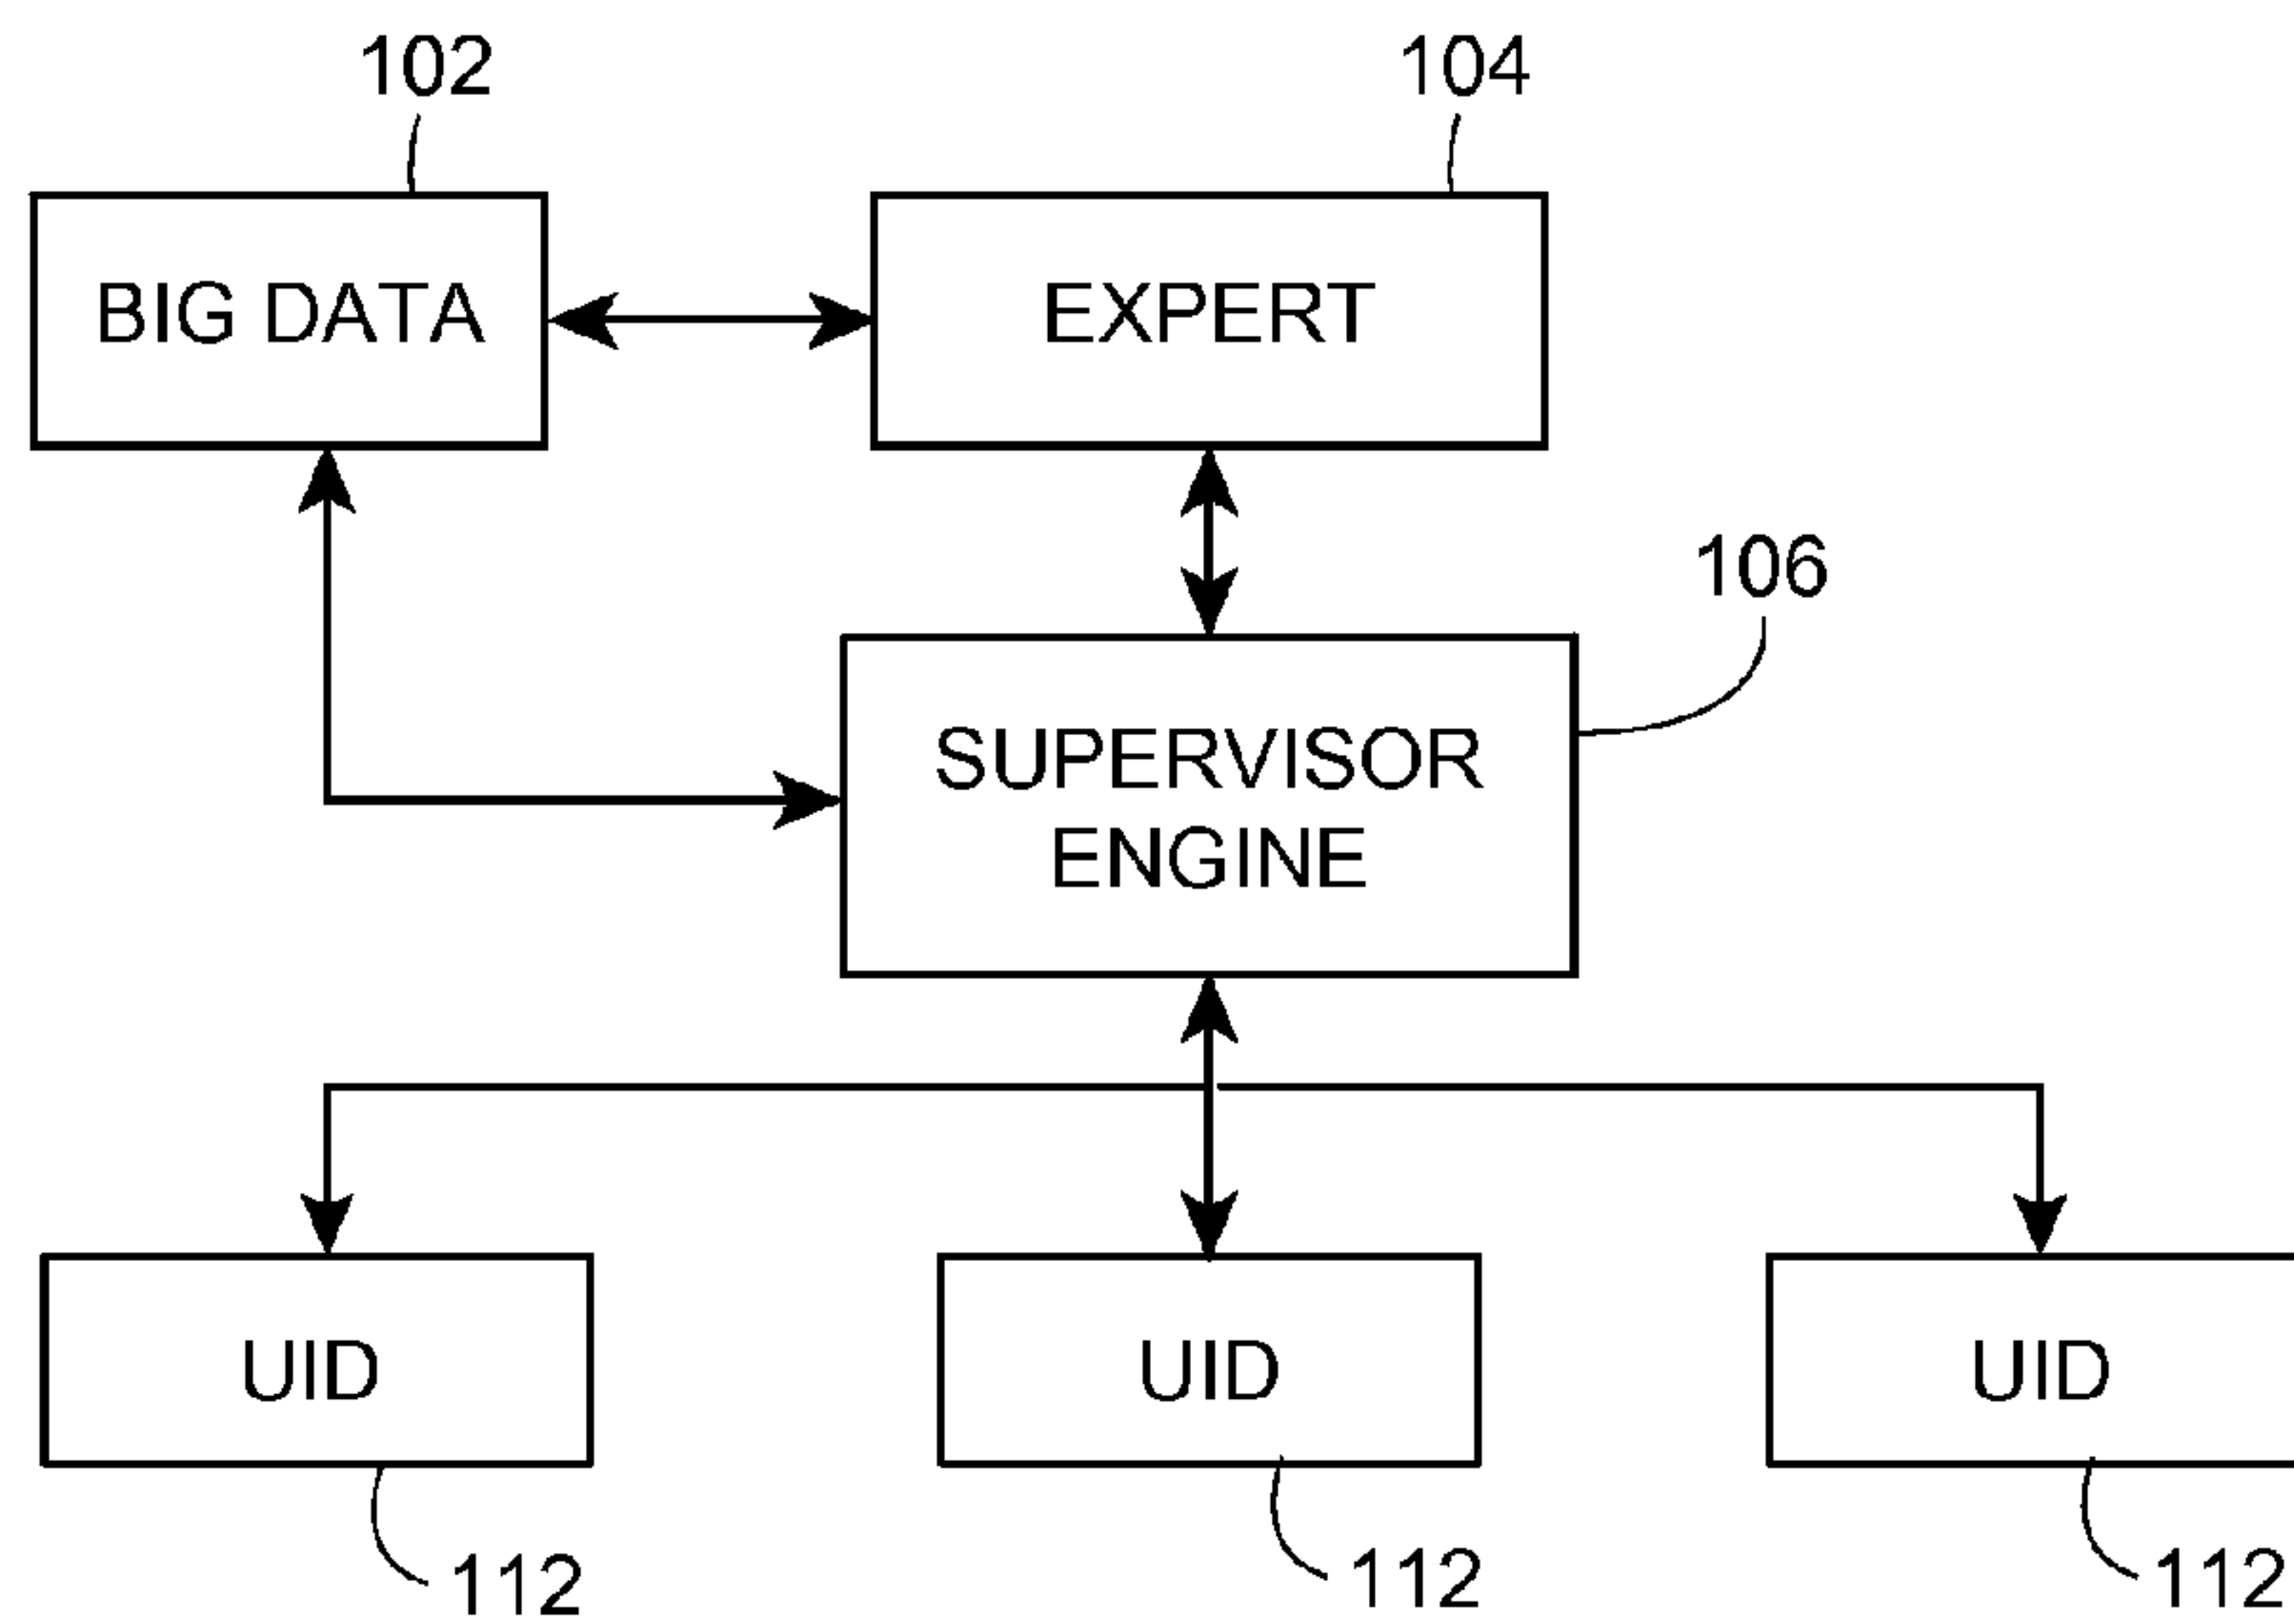 102
104
BIG DATA
EXPERT
106
SUPERVISOR
ENGINE
UID
UID
UID
112
112
112